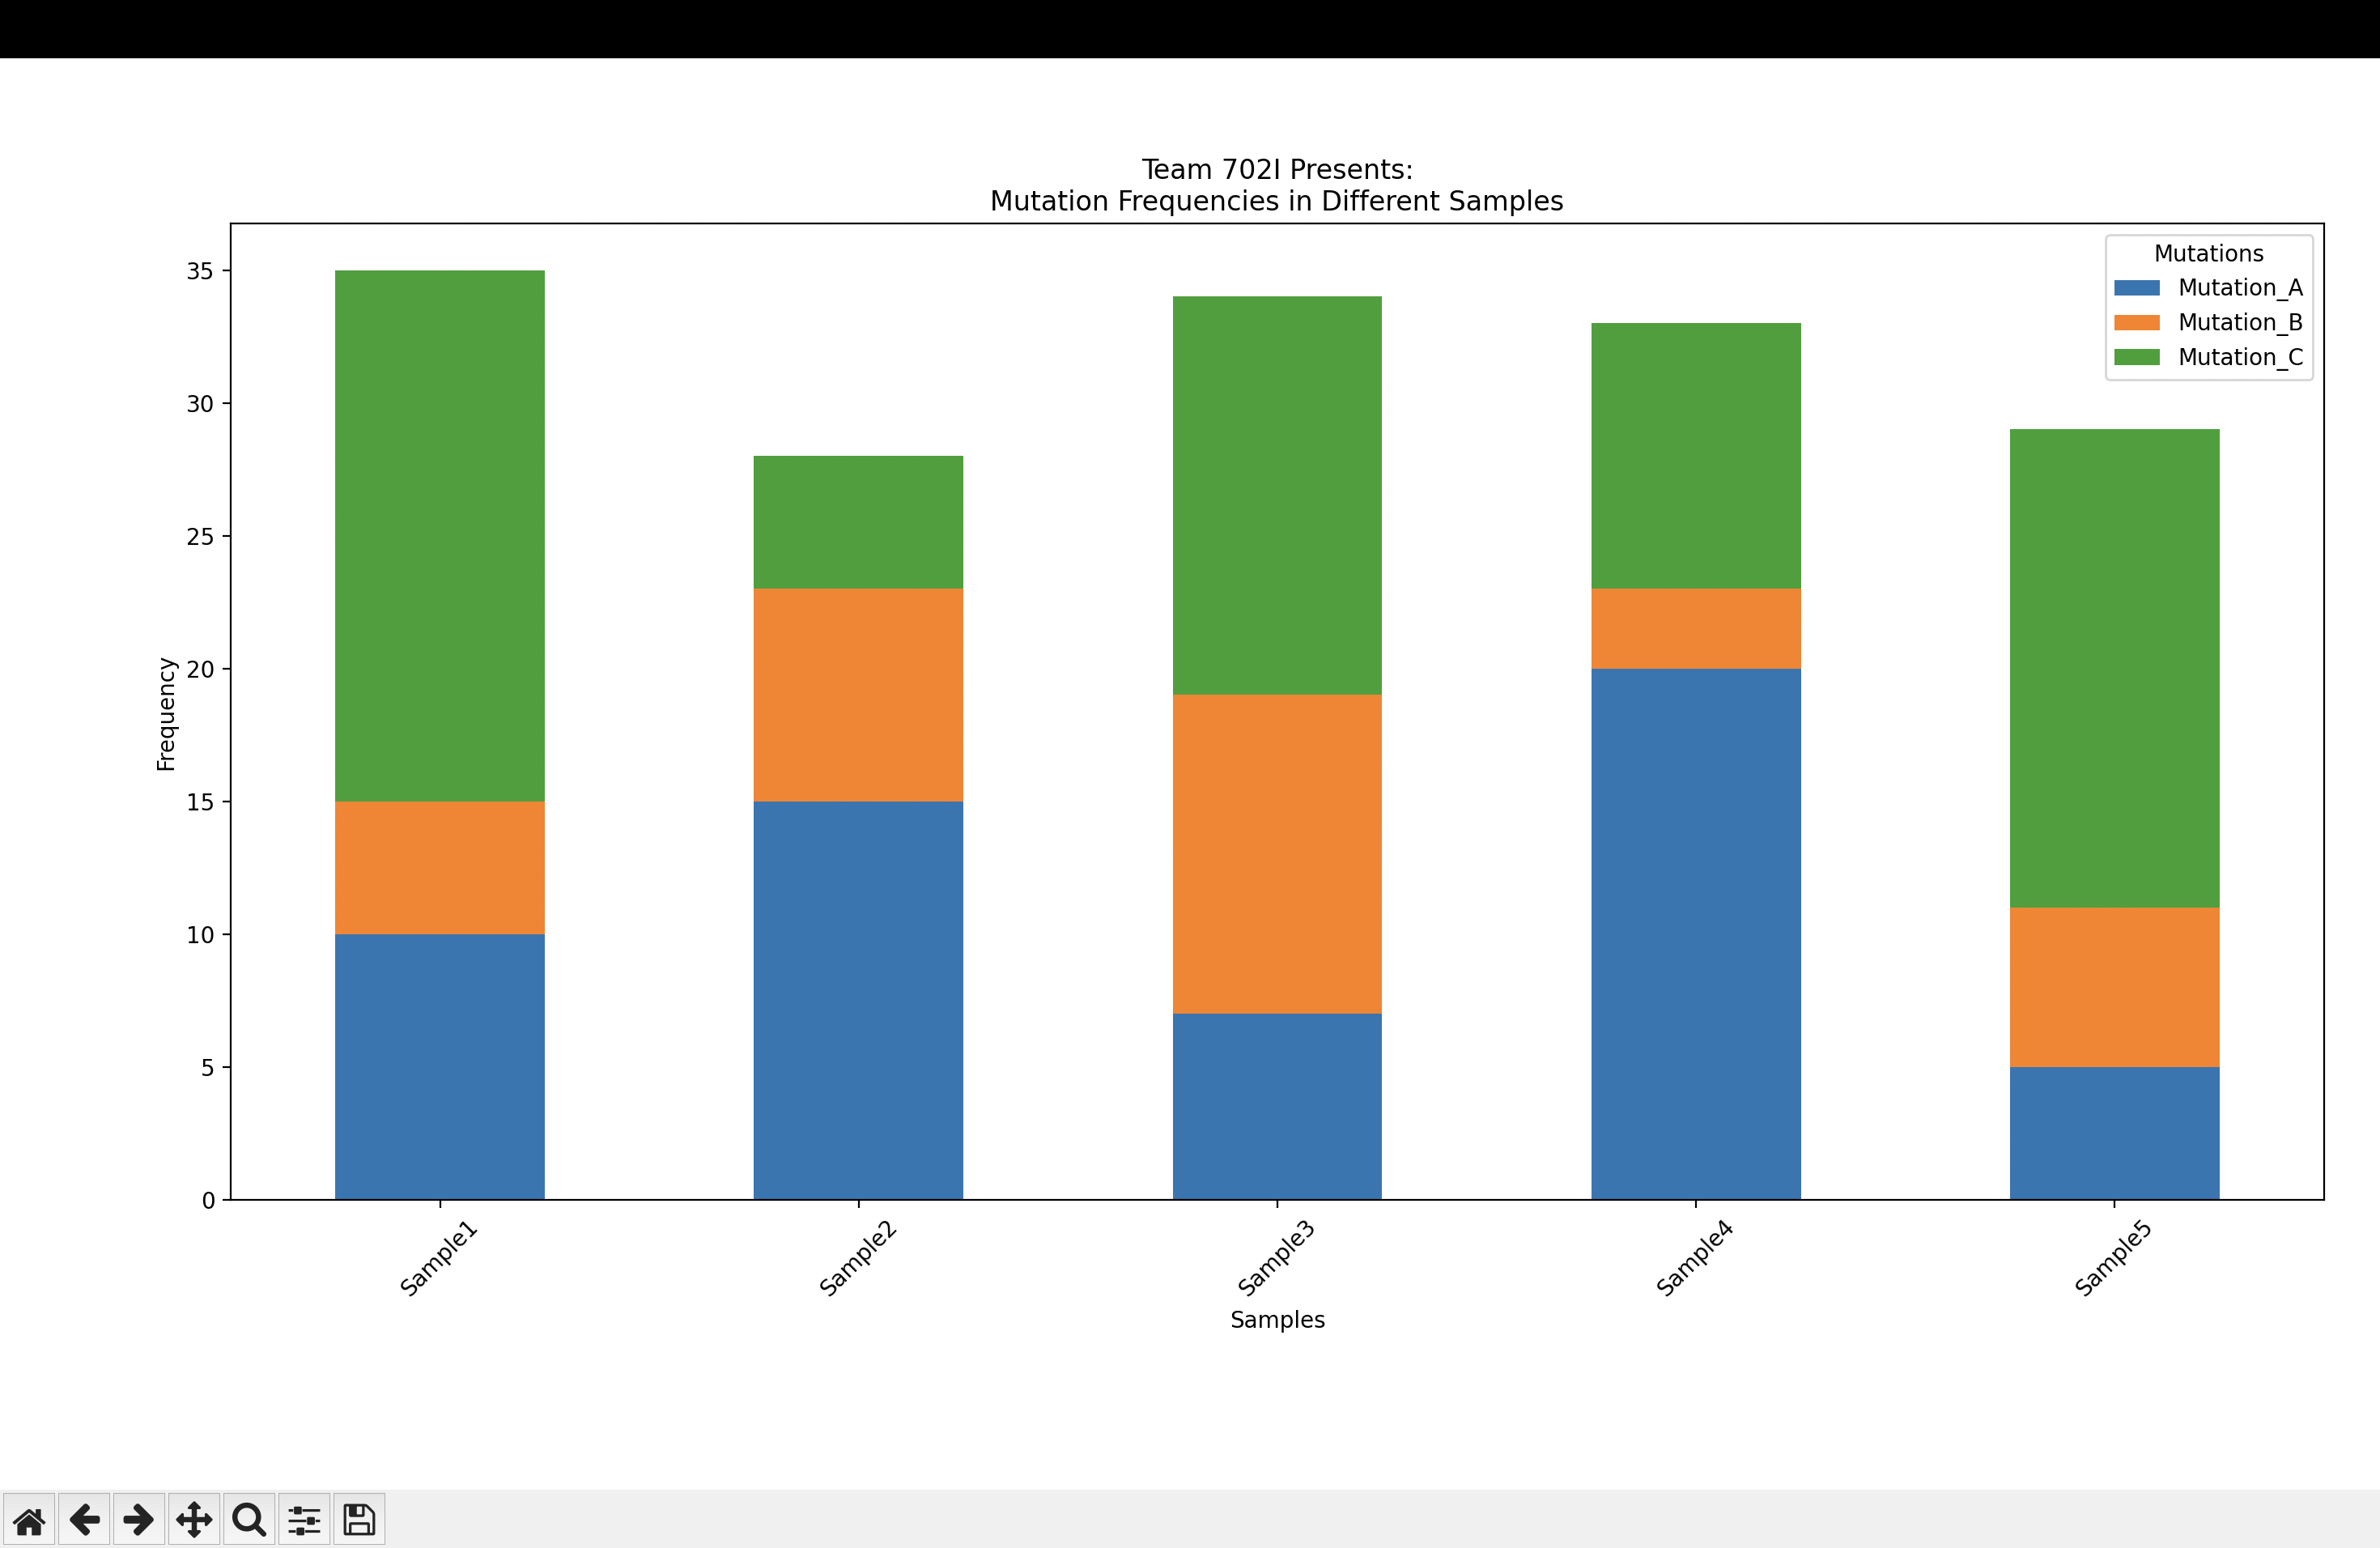 Team 702I Presents:
Mutation Frequencies in Different Samples
Mutations
Mutation_A
Mutation_B
Mutation_C
Frequency
35
30
25
20
15
10
5
0
Sample1
Sample2
Sample3
Sample4
Sample5
Samples